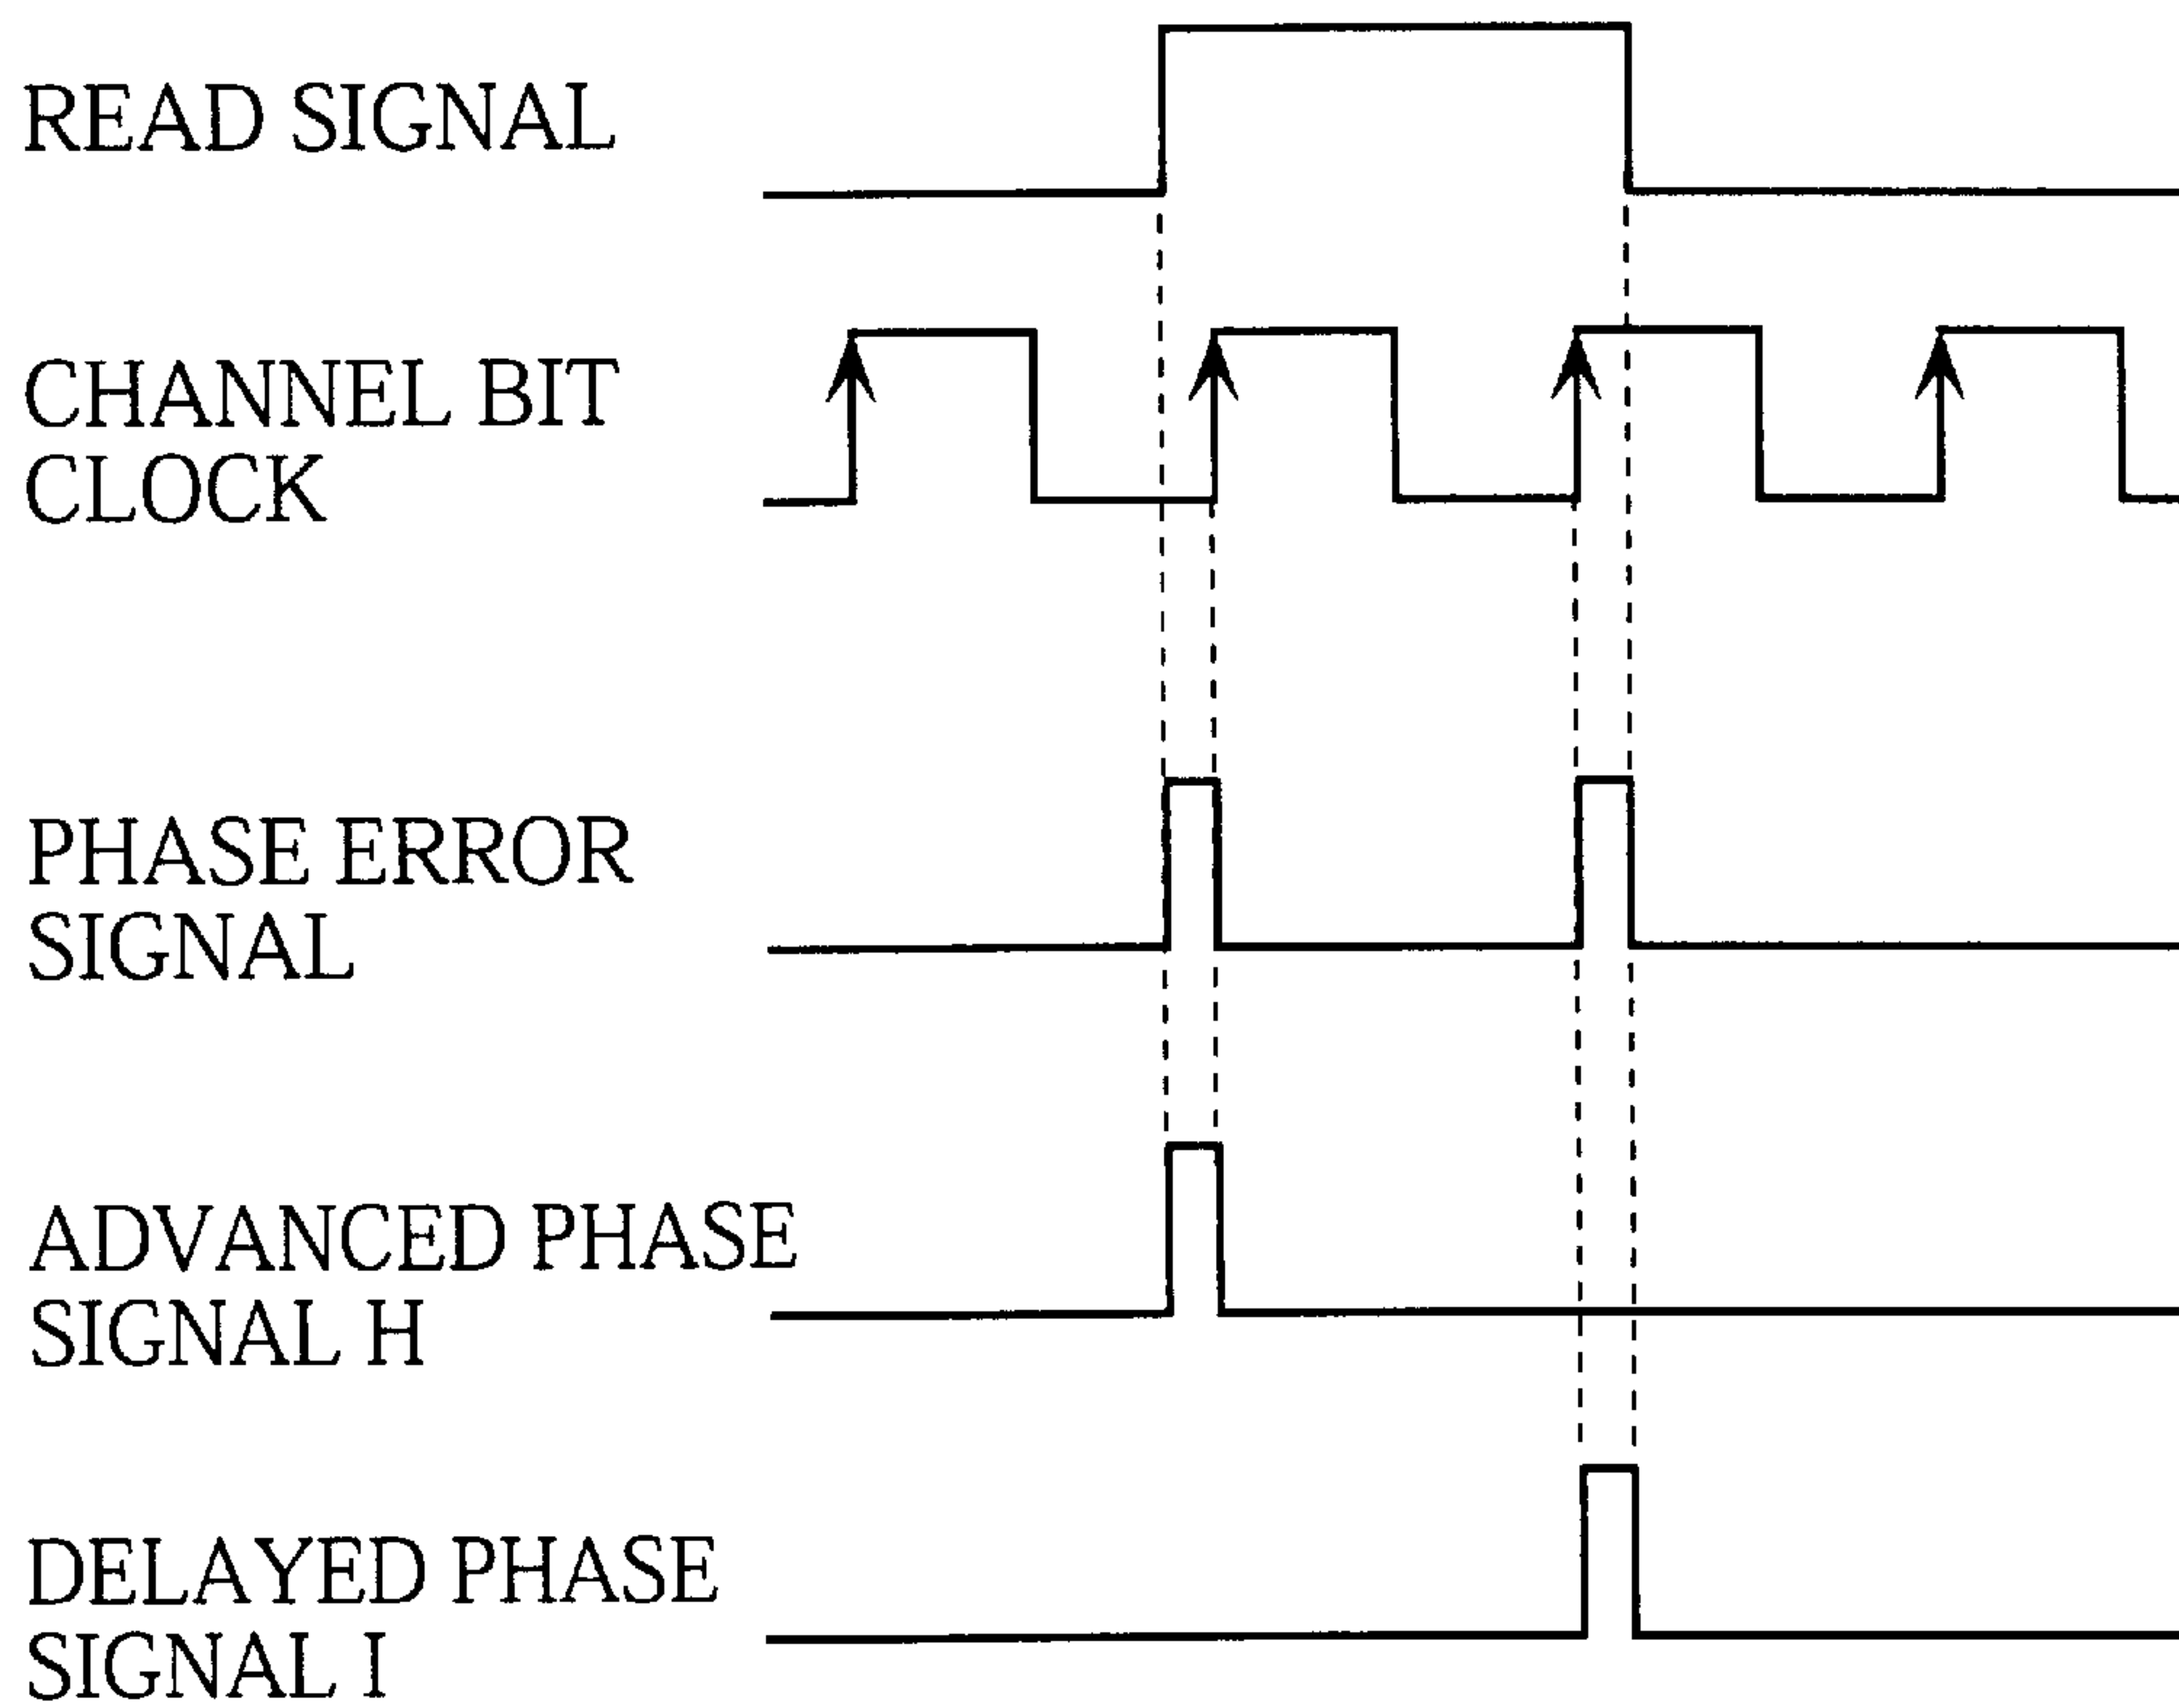 READ SIGNAL
CHANNEL BIT
CLOCK
PHASE ERROR
SIGNAL
ADVANCED PHASE
SIGNAL H
DELAYED PHASE
SIGNAL I